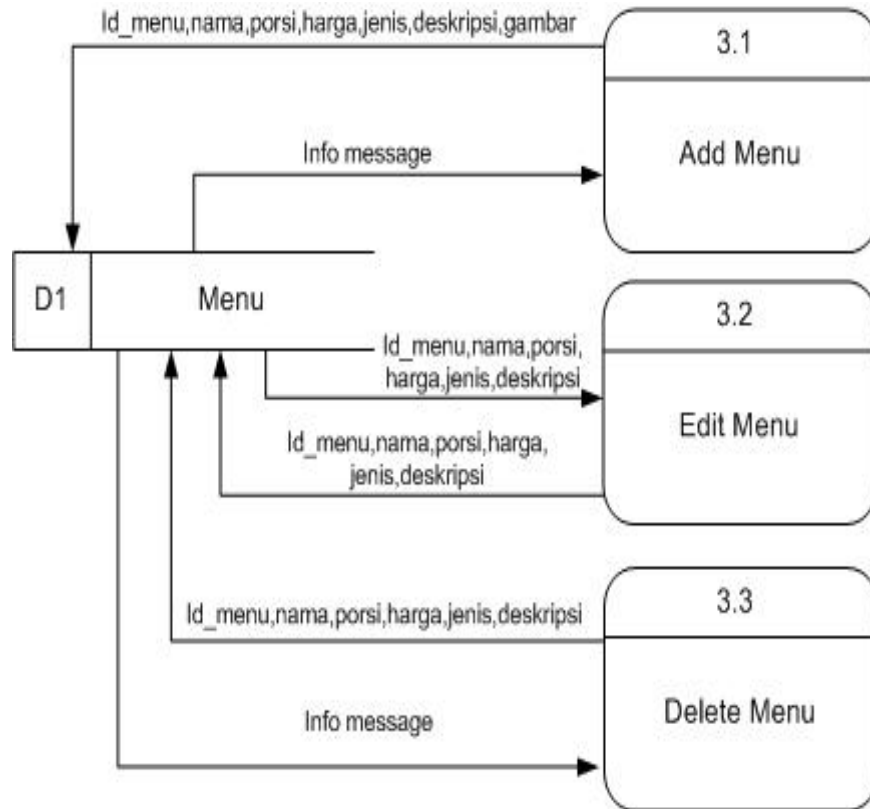 Id_menu,nama,porsi,harga,jenis,deskripsi,gambar
3.1
Add Menu
Info message
D1
Menu
3.2
Edit Menu
Id_menu,nama,porsi,
harga,jenis,deskripsi
Id_menu,nama,porsi,harga,
jenis,deskripsi
3.3
Delete Menu
Id_menu,nama,porsi,harga,jenis,deskripsi
Info message